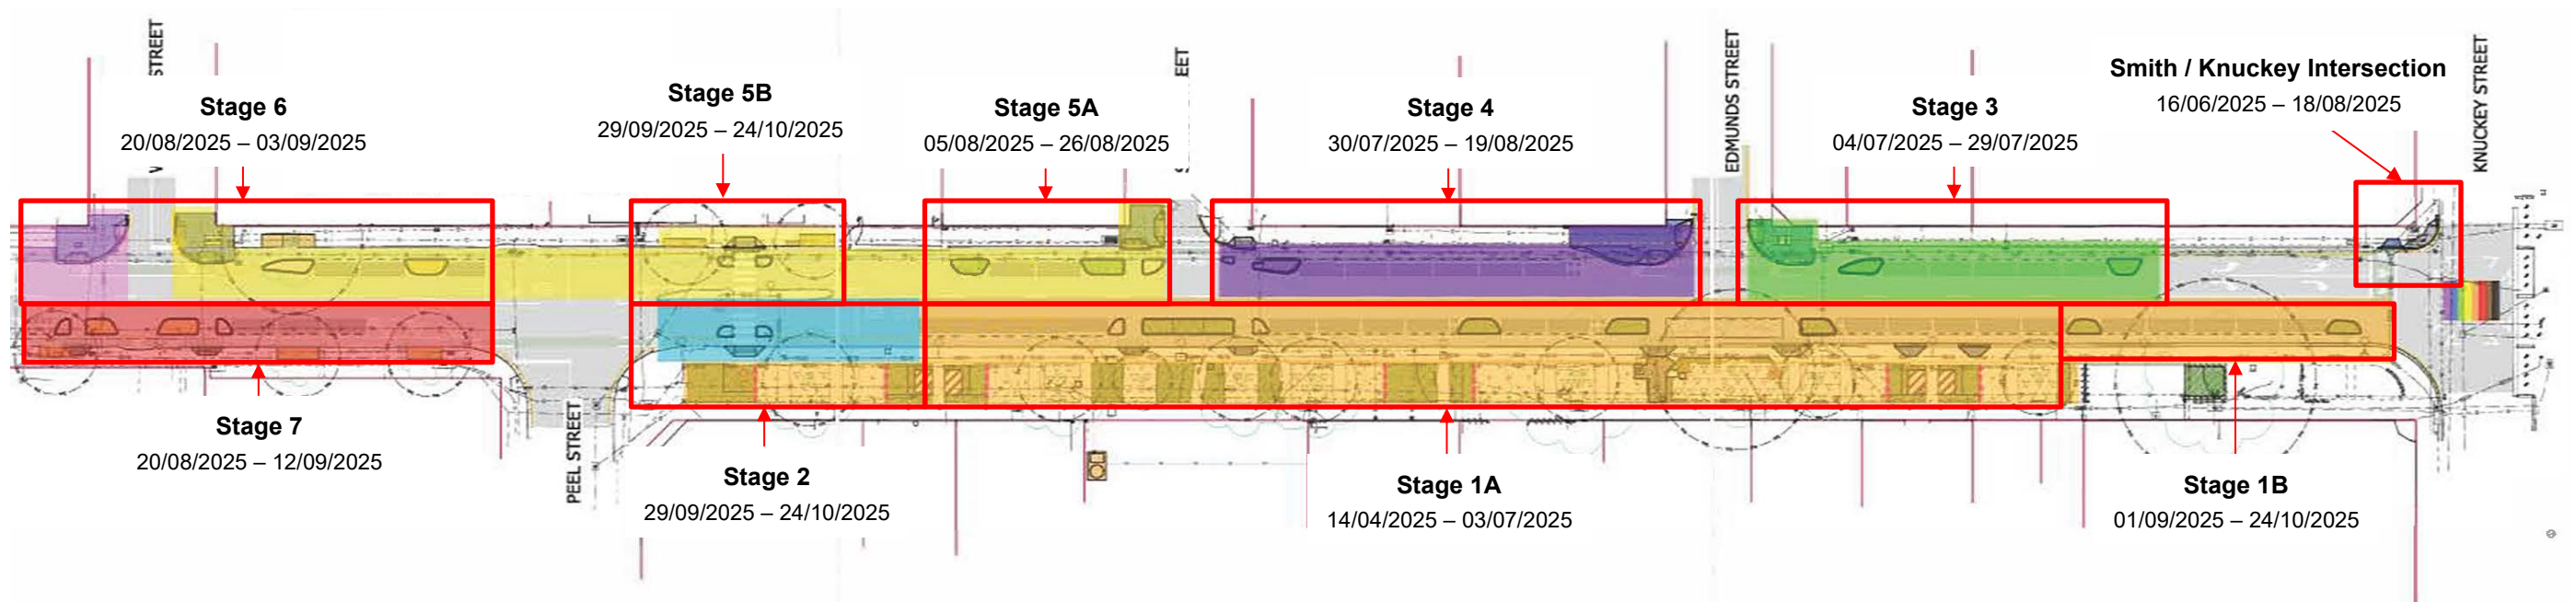 STREET
EET
EDMUNDS STREET
KNUCKEY STREET
Smith / Knuckey Intersection
16/06/2025 – 18/08/2025
Stage 6
20/08/2025 – 03/09/2025
Stage 5B
29/09/2025 – 24/10/2025
Stage 5A
05/08/2025 – 26/08/2025
Stage 4
30/07/2025 – 19/08/2025
Stage 3
04/07/2025 – 29/07/2025
Stage 7
20/08/2025 – 12/09/2025
PEEL STREET
Stage 2
29/09/2025 – 24/10/2025
Stage 1A
14/04/2025 – 03/07/2025
Stage 1B
01/09/2025 – 24/10/2025